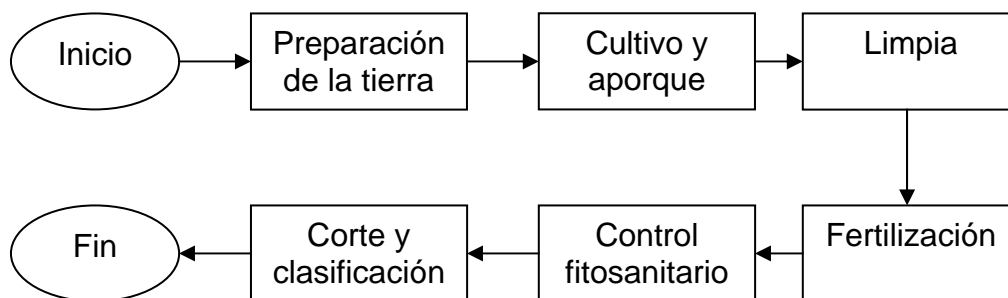 Inicio
Preparación
de la tierra
Cultivo y
aporque
Limpia
Fertilización
Control
fitosanitario
Corte y
clasificación
Fin